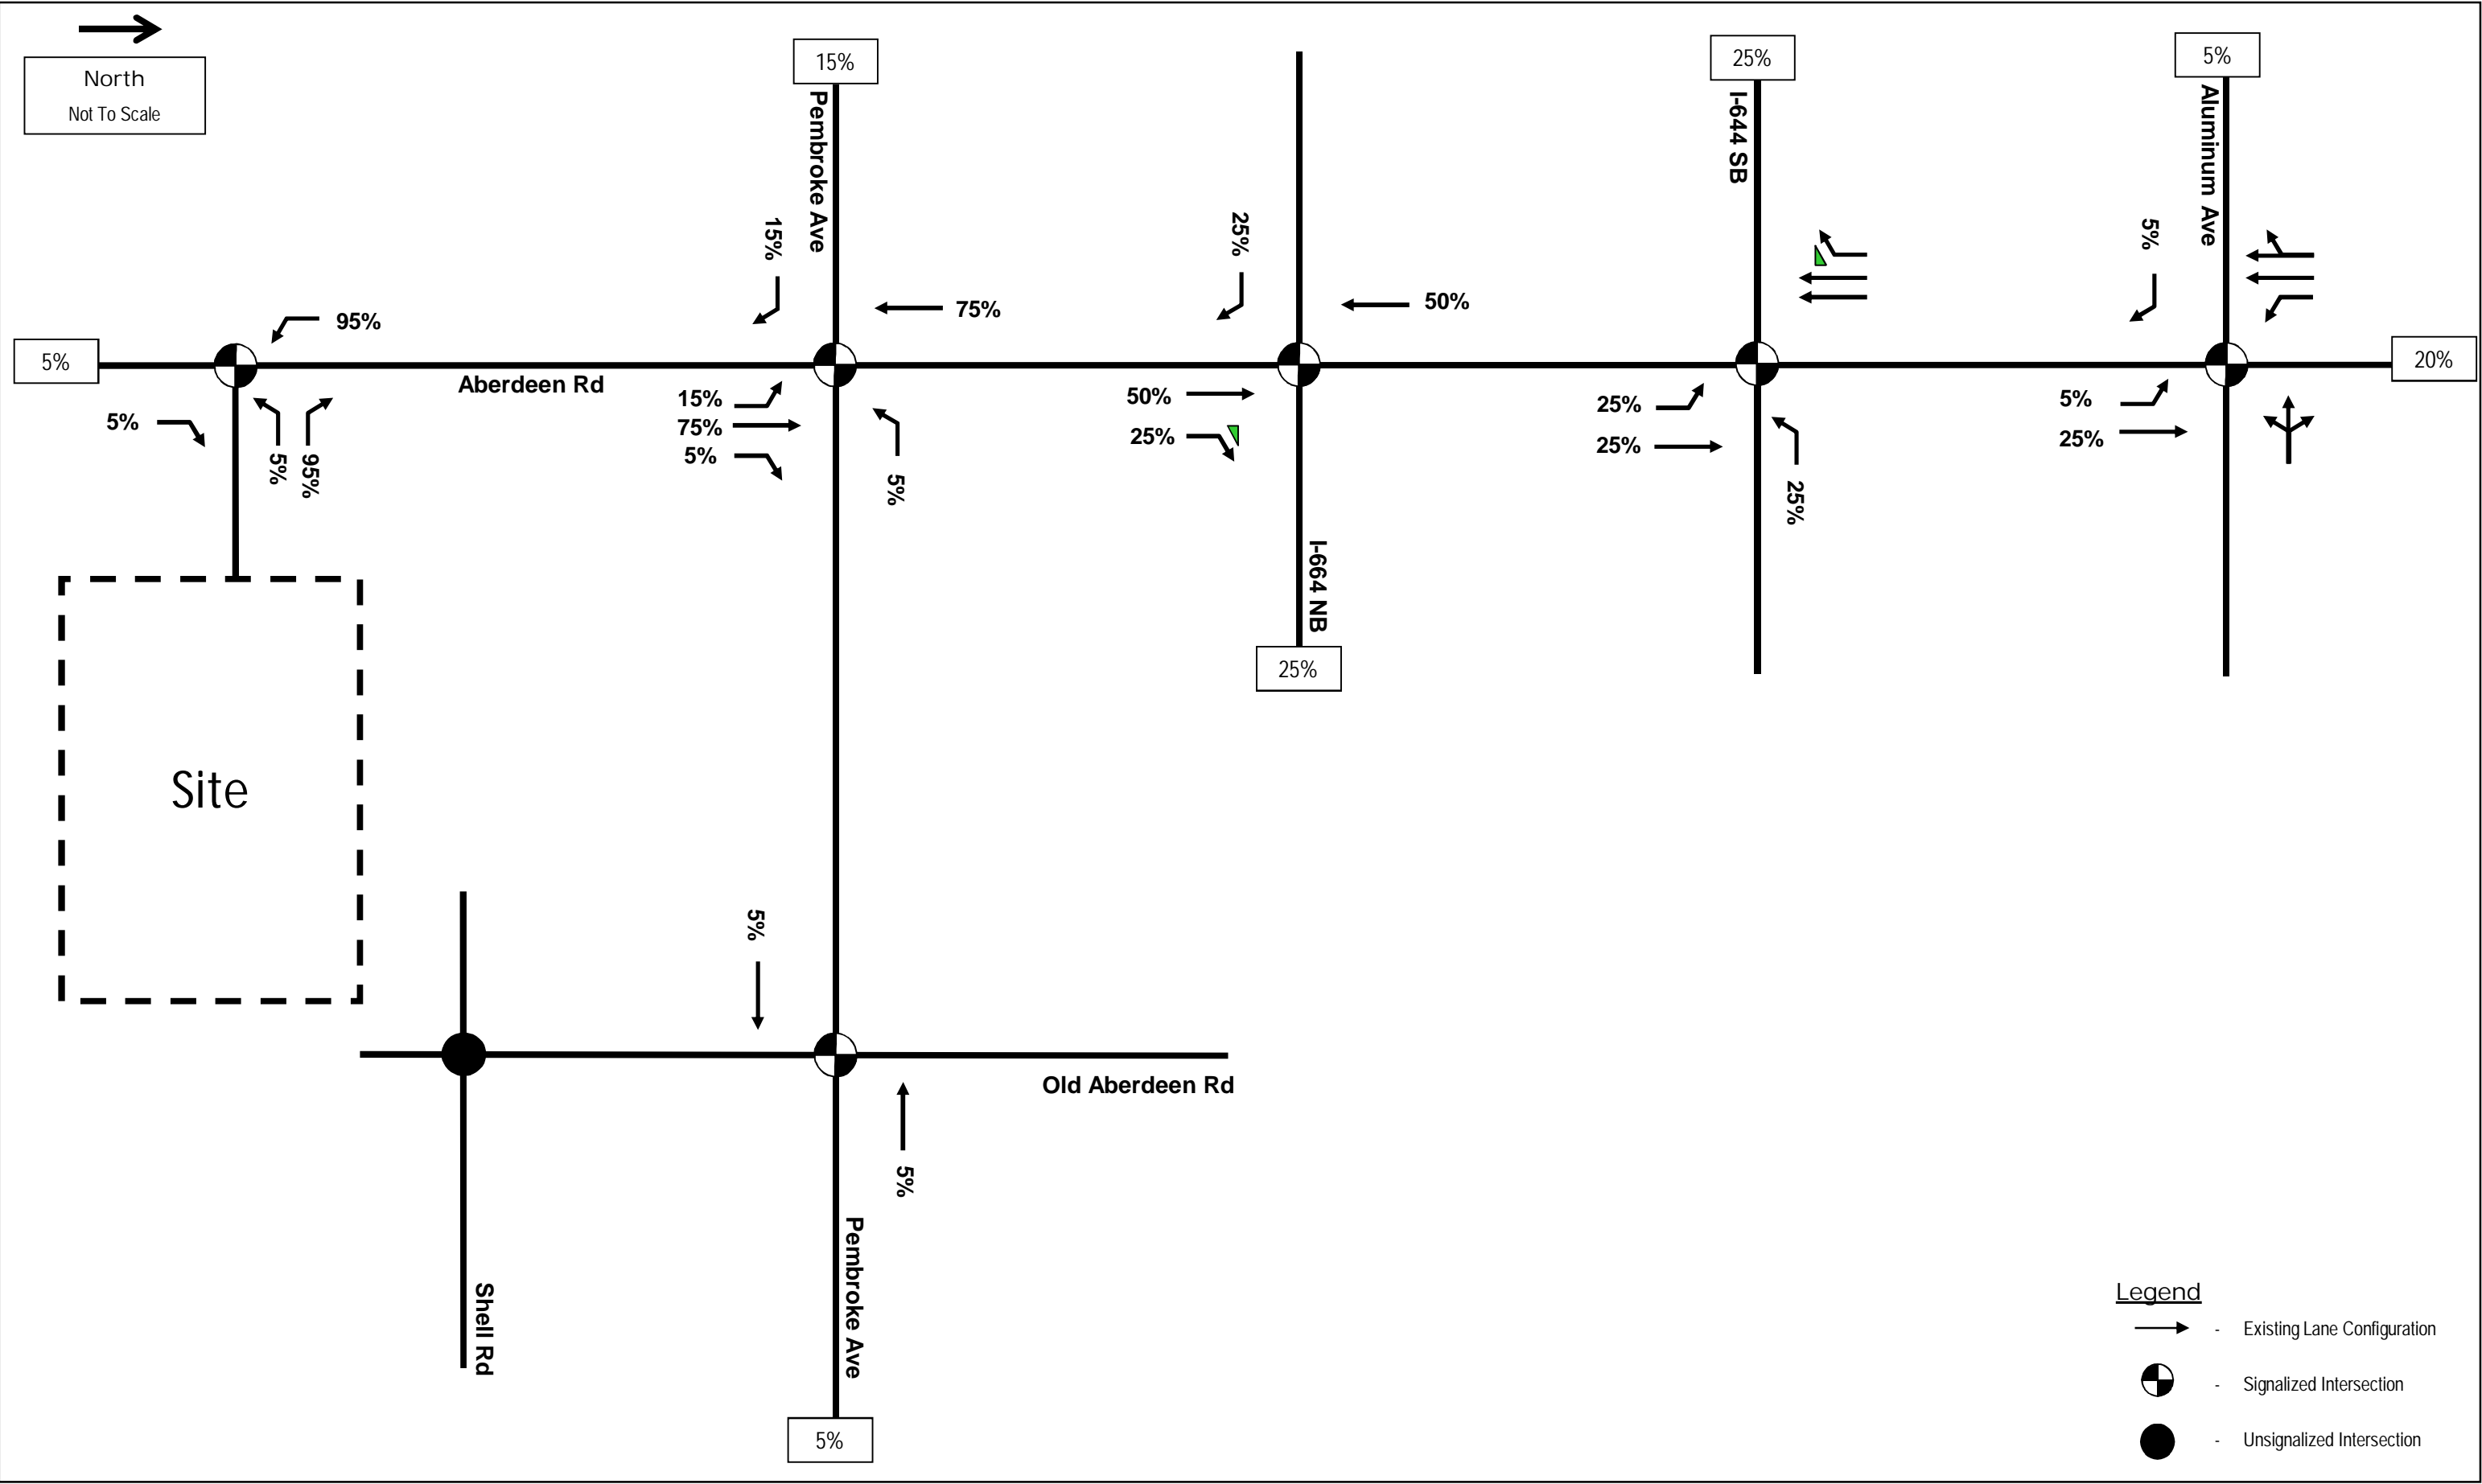 North
Not To Scale
15%
25%
5%
Pembroke Ave
I-644 SB
Aluminum Ave
15%
25%
5%
95%
75%
50%
5%
20%
Aberdeen Rd
5%
5%
95%
15%
75%
5%
5%
50%
25%
25%
25%
25%
5%
25%
I-664 NB
25%
Site
5%
Old Aberdeen Rd
5%
Shell Rd
Pembroke Ave
5%
Legend
- Existing Lane Configuration
- Signalized Intersection
- Unsignalized Intersection